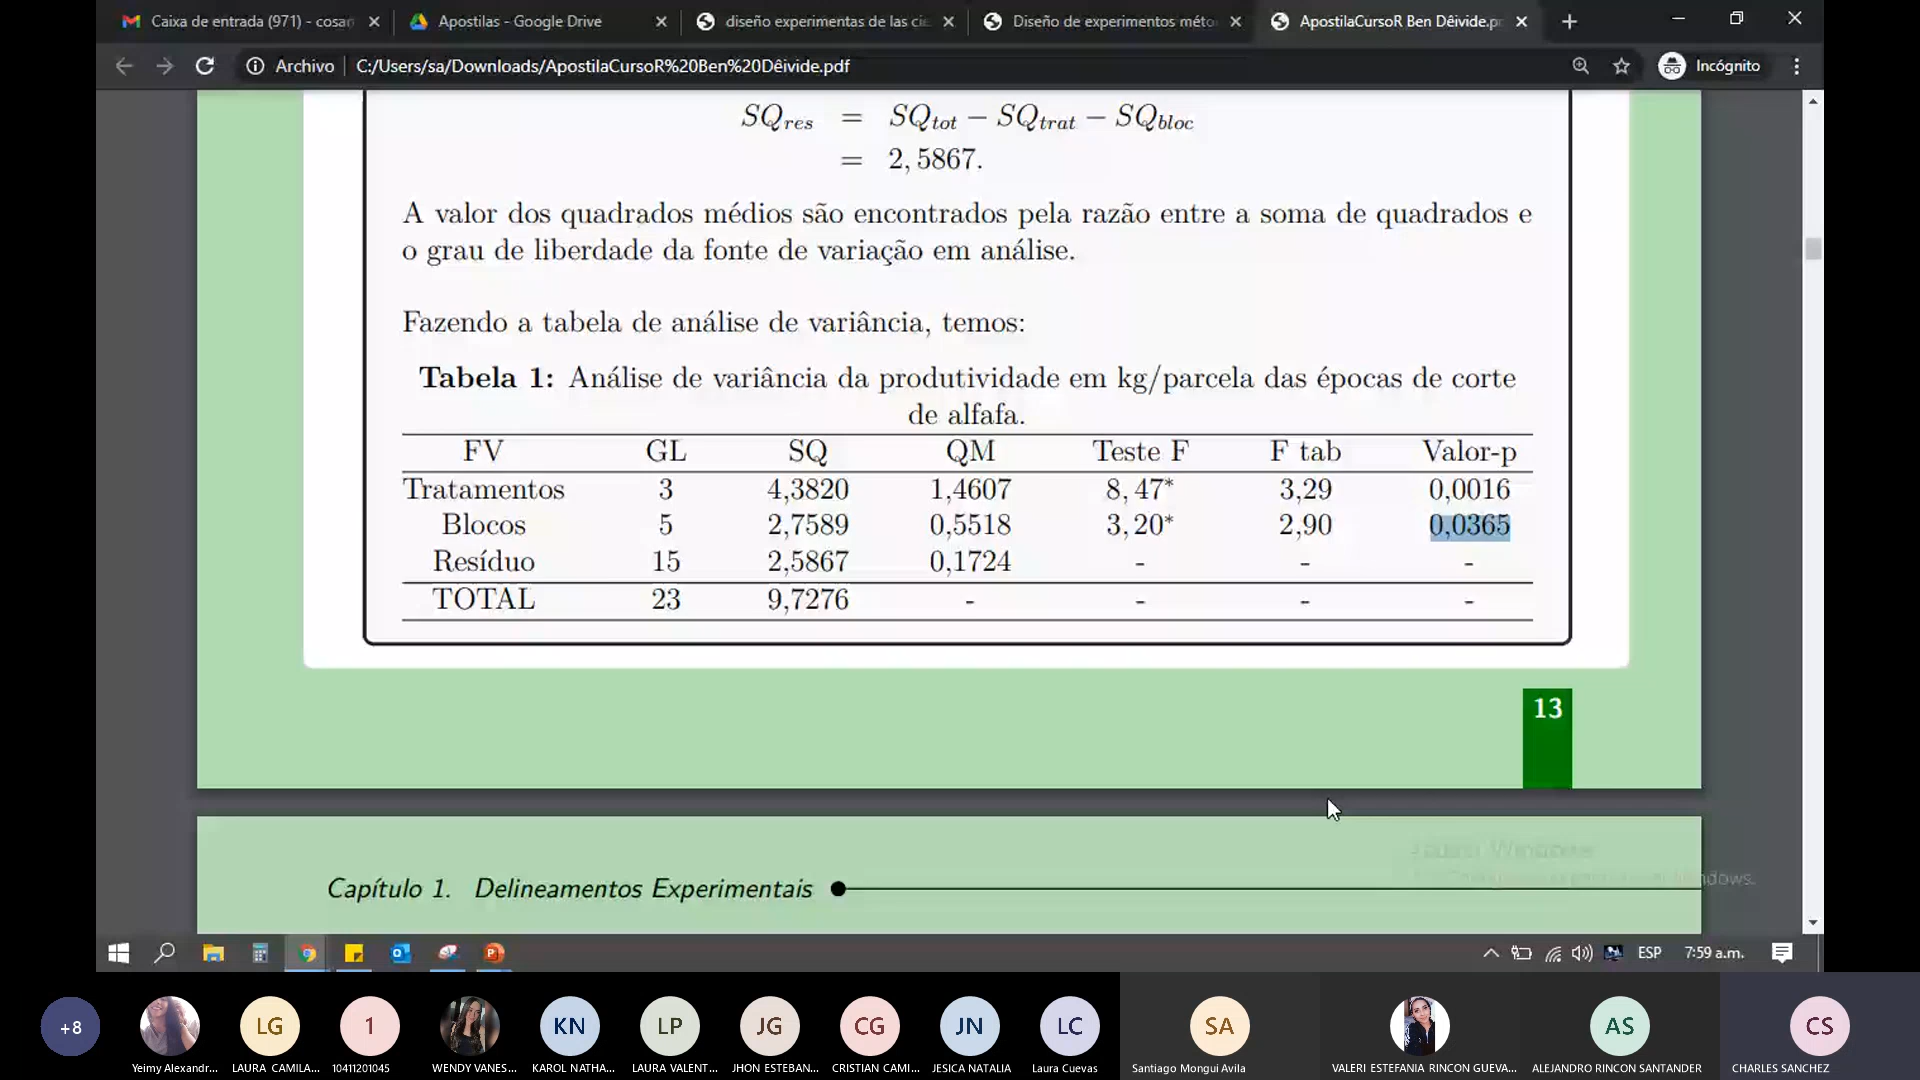 Caixa de entrada (971) - cosan
Apostilas - Google Drive
diseño experimentas de las cie
Diseño de experimentos méto
ApostilaCursoR Ben Dêivide.pr
Archivo
C:/Users/sa/Downloads/ApostilaCursoR%20Ben%20Dêivide.pdf
Incógnito
SQres = SQtot − SQtrat − SQbloc
= 2,5867.
A valor dos quadrados médios são encontrados pela razão entre a soma de quadrados e
o grau de liberdade da fonte de variação em análise.
Fazendo a tabela de análise de variância, temos:
Tabela 1: Análise de variância da produtividade em kg/parcela das épocas de corte
de alfafa.
FV GL SQ QM Teste F F tab Valor-p
Tratamentos 3 4,3820 1,4607 8,47* 3,29 0,0016
Blocos 5 2,7589 0,5518 3,20* 2,90 0,0365
Resíduo 15 2,5867 0,1724 - - -
TOTAL 23 9,7276 - - - -
13
Capítulo 1. Delineamentos Experimentais
ESP
7:59 a.m.
+8
LG
1
KN
LP
JG
CG
JN
LC
SA
AS
CS
Yeimy Alexandr...
LAURA CAMILA...
10411201045
WENDY VANES...
KAROL NATHA...
LAURA VALENT...
JHON ESTEBAN...
CRISTIAN CAMI...
JESICA NATALIA
Laura Cuevas
Santiago Mongui Avila
VALERI ESTEFANIA RINCON GUEVA...
ALEJANDRO RINCON SANTANDER
CHARLES SANCHEZ